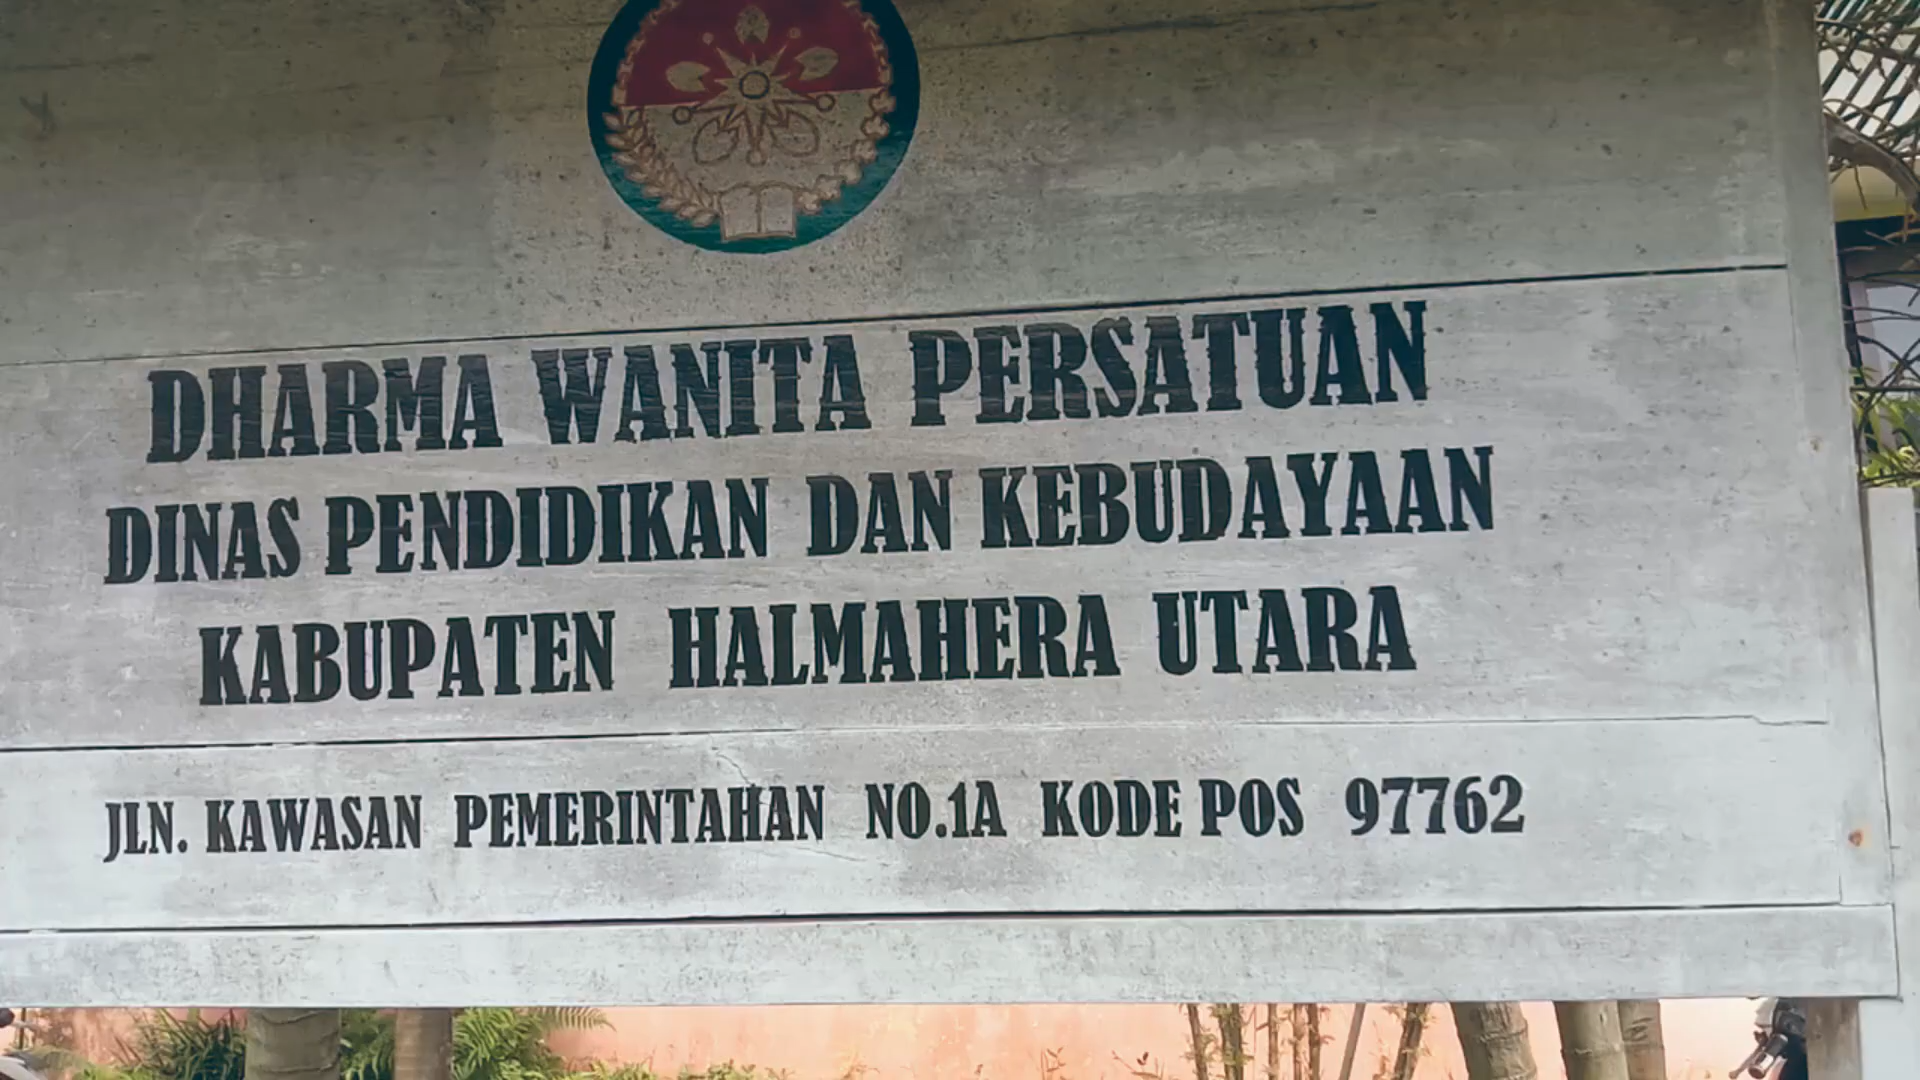 DHARMA WANITA PERSATUAN
DINAS PENDIDIKAN DAN KEBUDAYAAN
KABUPATEN HALMAHERA UTARA
JLN. KAWASAN PEMERINTAHAN NO.1A KODE POS 97762